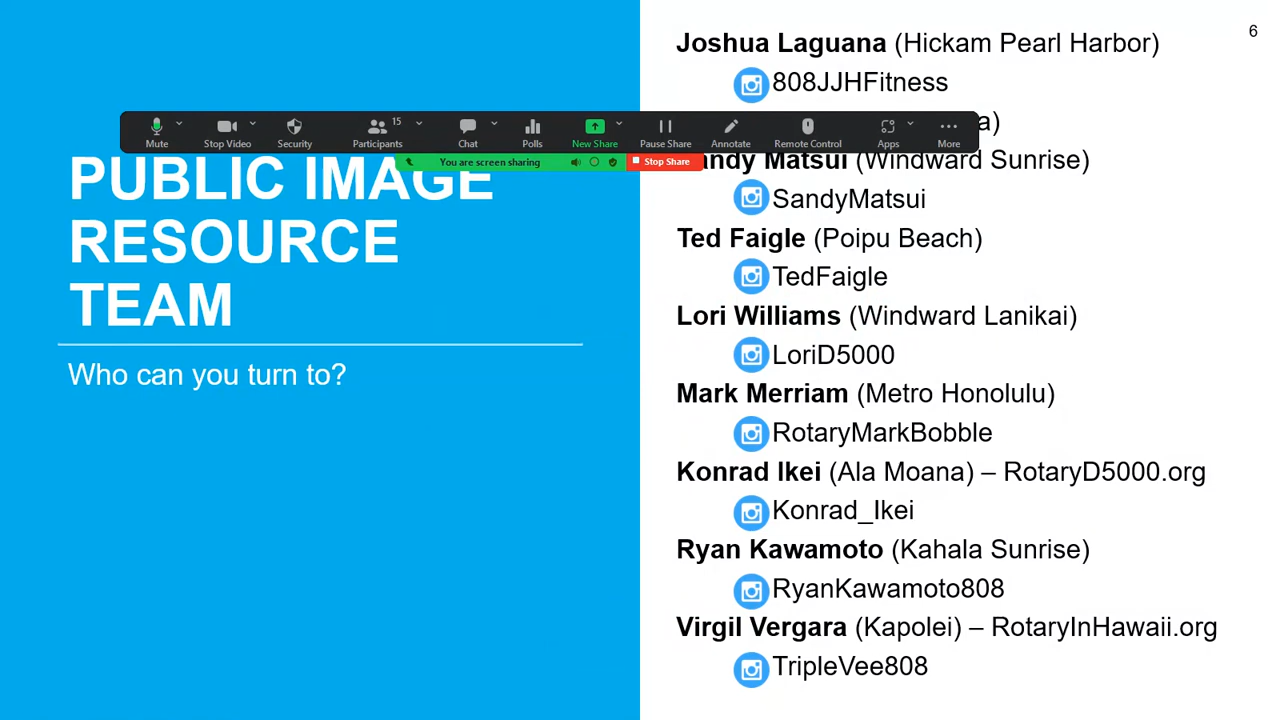 6
Joshua Laguana (Hickam Pearl Harbor)
808JJHFitness
a)
Matsui (Windward Sunrise)
SandyMatsui
Ted Faigle (Poipu Beach)
TedFaigle
Lori Williams (Windward Lanikai)
LoriD5000
Mark Merriam (Metro Honolulu)
RotaryMarkBobble
Konrad Ikei (Ala Moana) – RotaryD5000.org
Konrad_Ikei
Ryan Kawamoto (Kahala Sunrise)
RyanKawamoto808
Virgil Vergara (Kapolei) – RotaryInHawaii.org
TripleVee808
15
Mute Stop Video Security Participants Chat Polls New Share Pause Share Annotate Remote Control Apps More
You are screen sharing Stop Share
PUBLIC IMAGE
RESOURCE
TEAM
Who can you turn to?